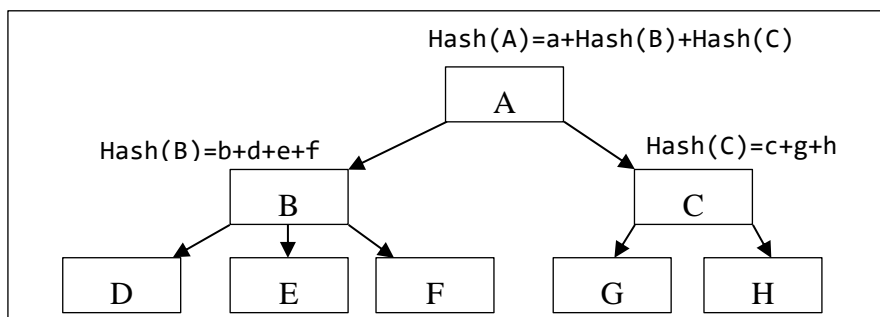 Hash(A)=a+Hash(B)+Hash(C)
A
Hash(B)=b+d+e+f
Hash(C)=c+g+h
B
C
D
E
F
G
H